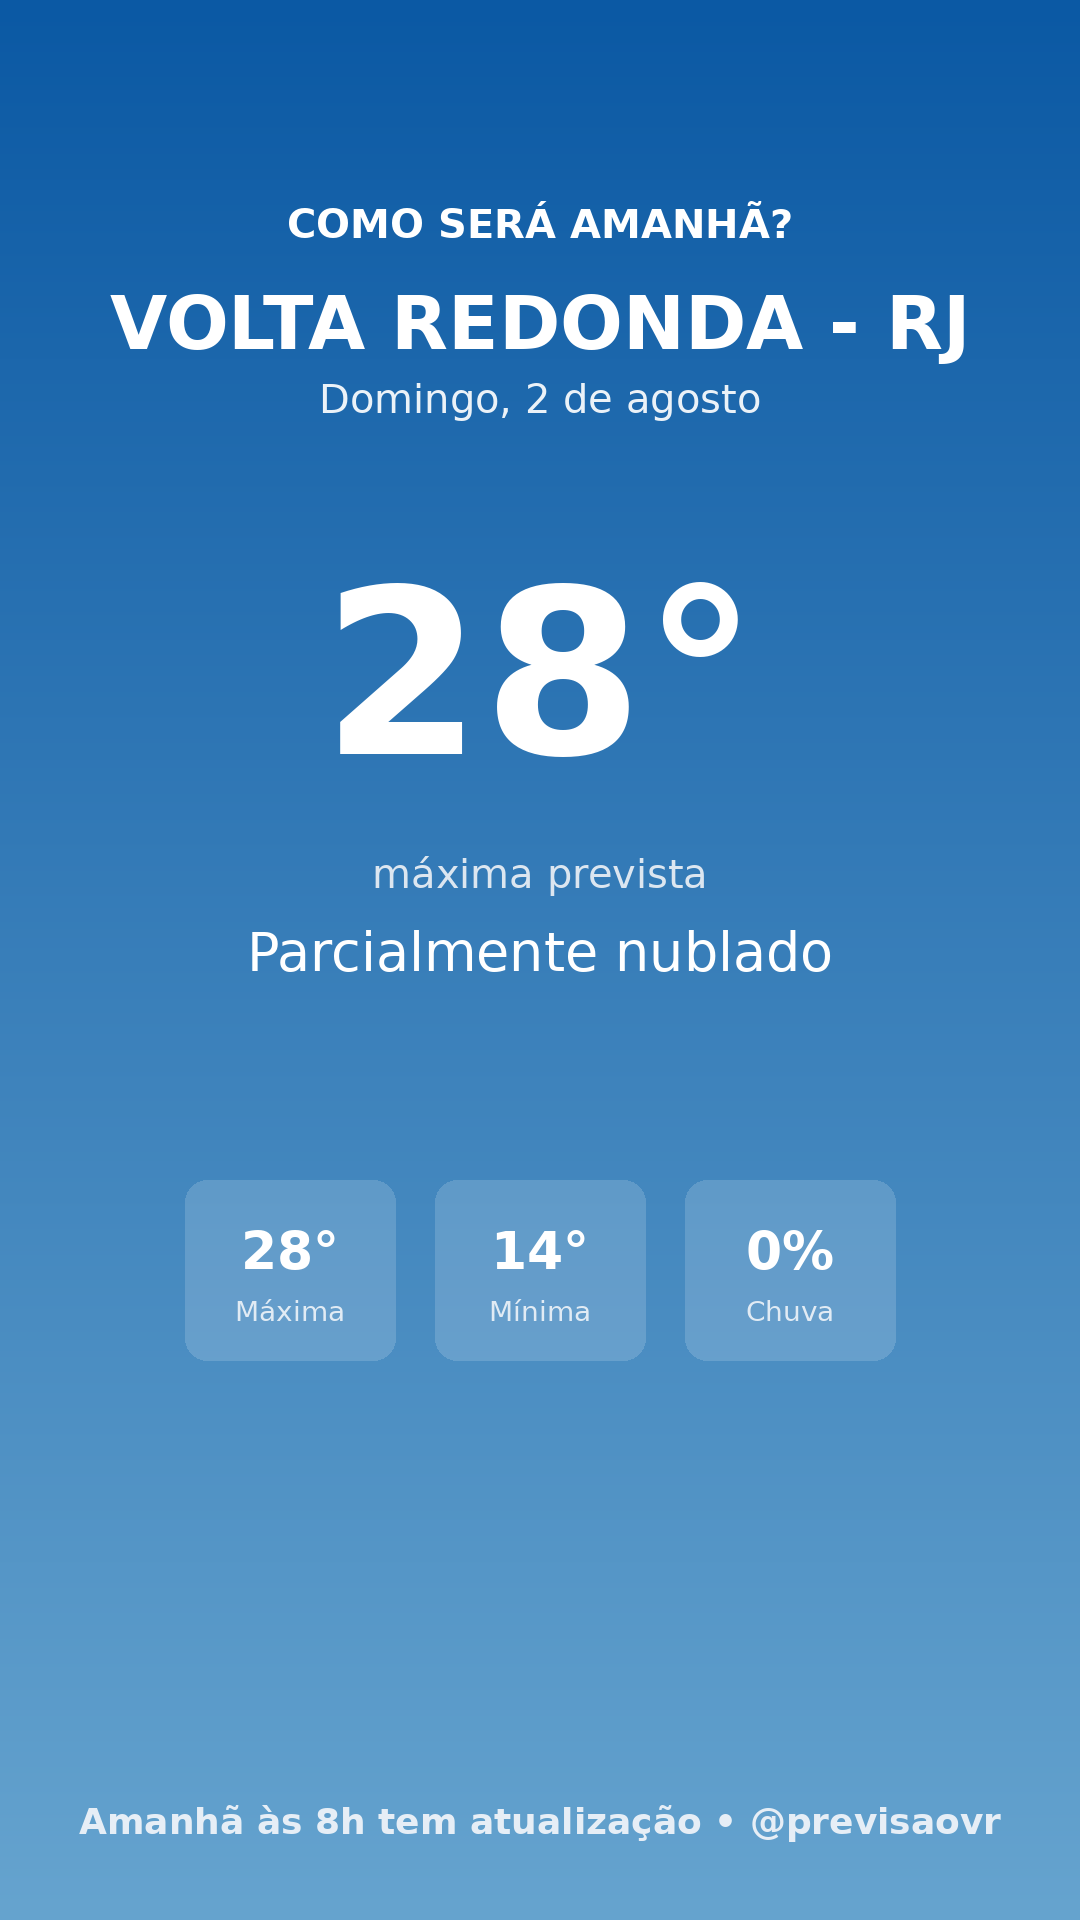 COMO SERÁ AMANHÃ?
VOLTA REDONDA - RJ
Domingo, 2 de agosto
28°
máxima prevista
Parcialmente nublado
28°
Máxima
14°
Mínima
0%
Chuva
Amanhã às 8h tem atualização • @previsaovr